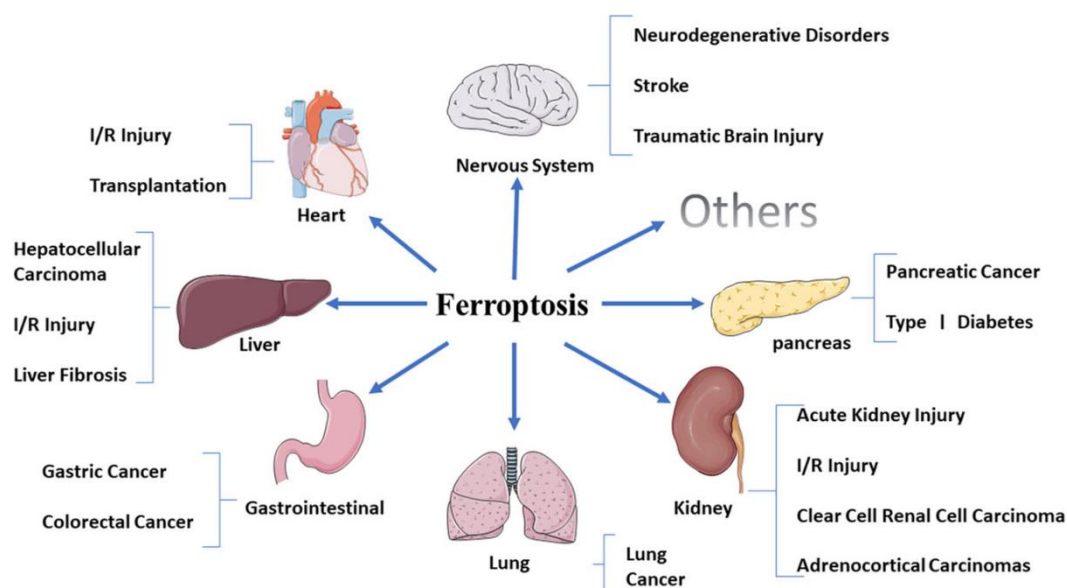 Neurodegenerative Disorders
Stroke
Traumatic Brain Injury
Nervous System
I/R Injury
Transplantation
Heart
Others
Hepatocellular
Carcinoma
I/R Injury
Liver Fibrosis
Liver
Ferroptosis
Pancreatic Cancer
Type I Diabetes
pancreas
Gastric Cancer
Colorectal Cancer
Gastrointestinal
Lung
Lung
Cancer
Kidney
Acute Kidney Injury
I/R Injury
Clear Cell Renal Cell Carcinoma
Adrenocortical Carcinomas